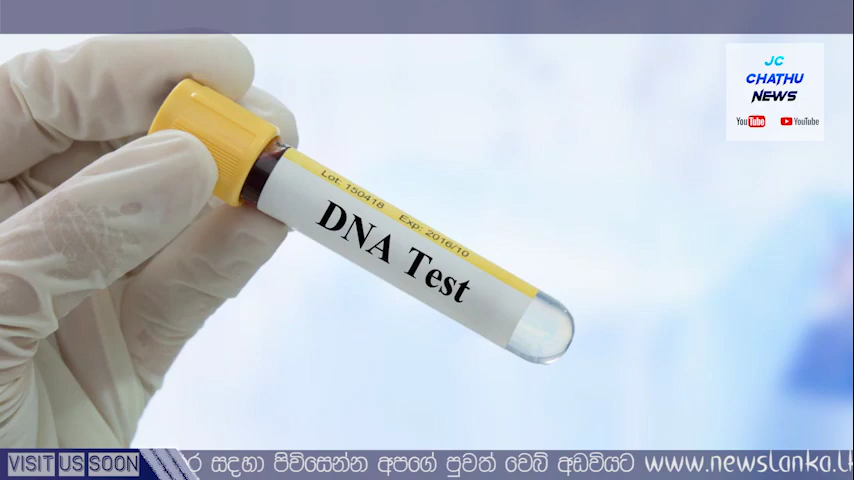 JC
CHATHU
NEWS
YouTube YouTube
Lot: 150418 Exp: 2016/10
DNA Test
VISIT US SOON
සදහා පිවිසෙන්න අපගේ පුවත් වෙබ් අඩවියට www.newslanka.l